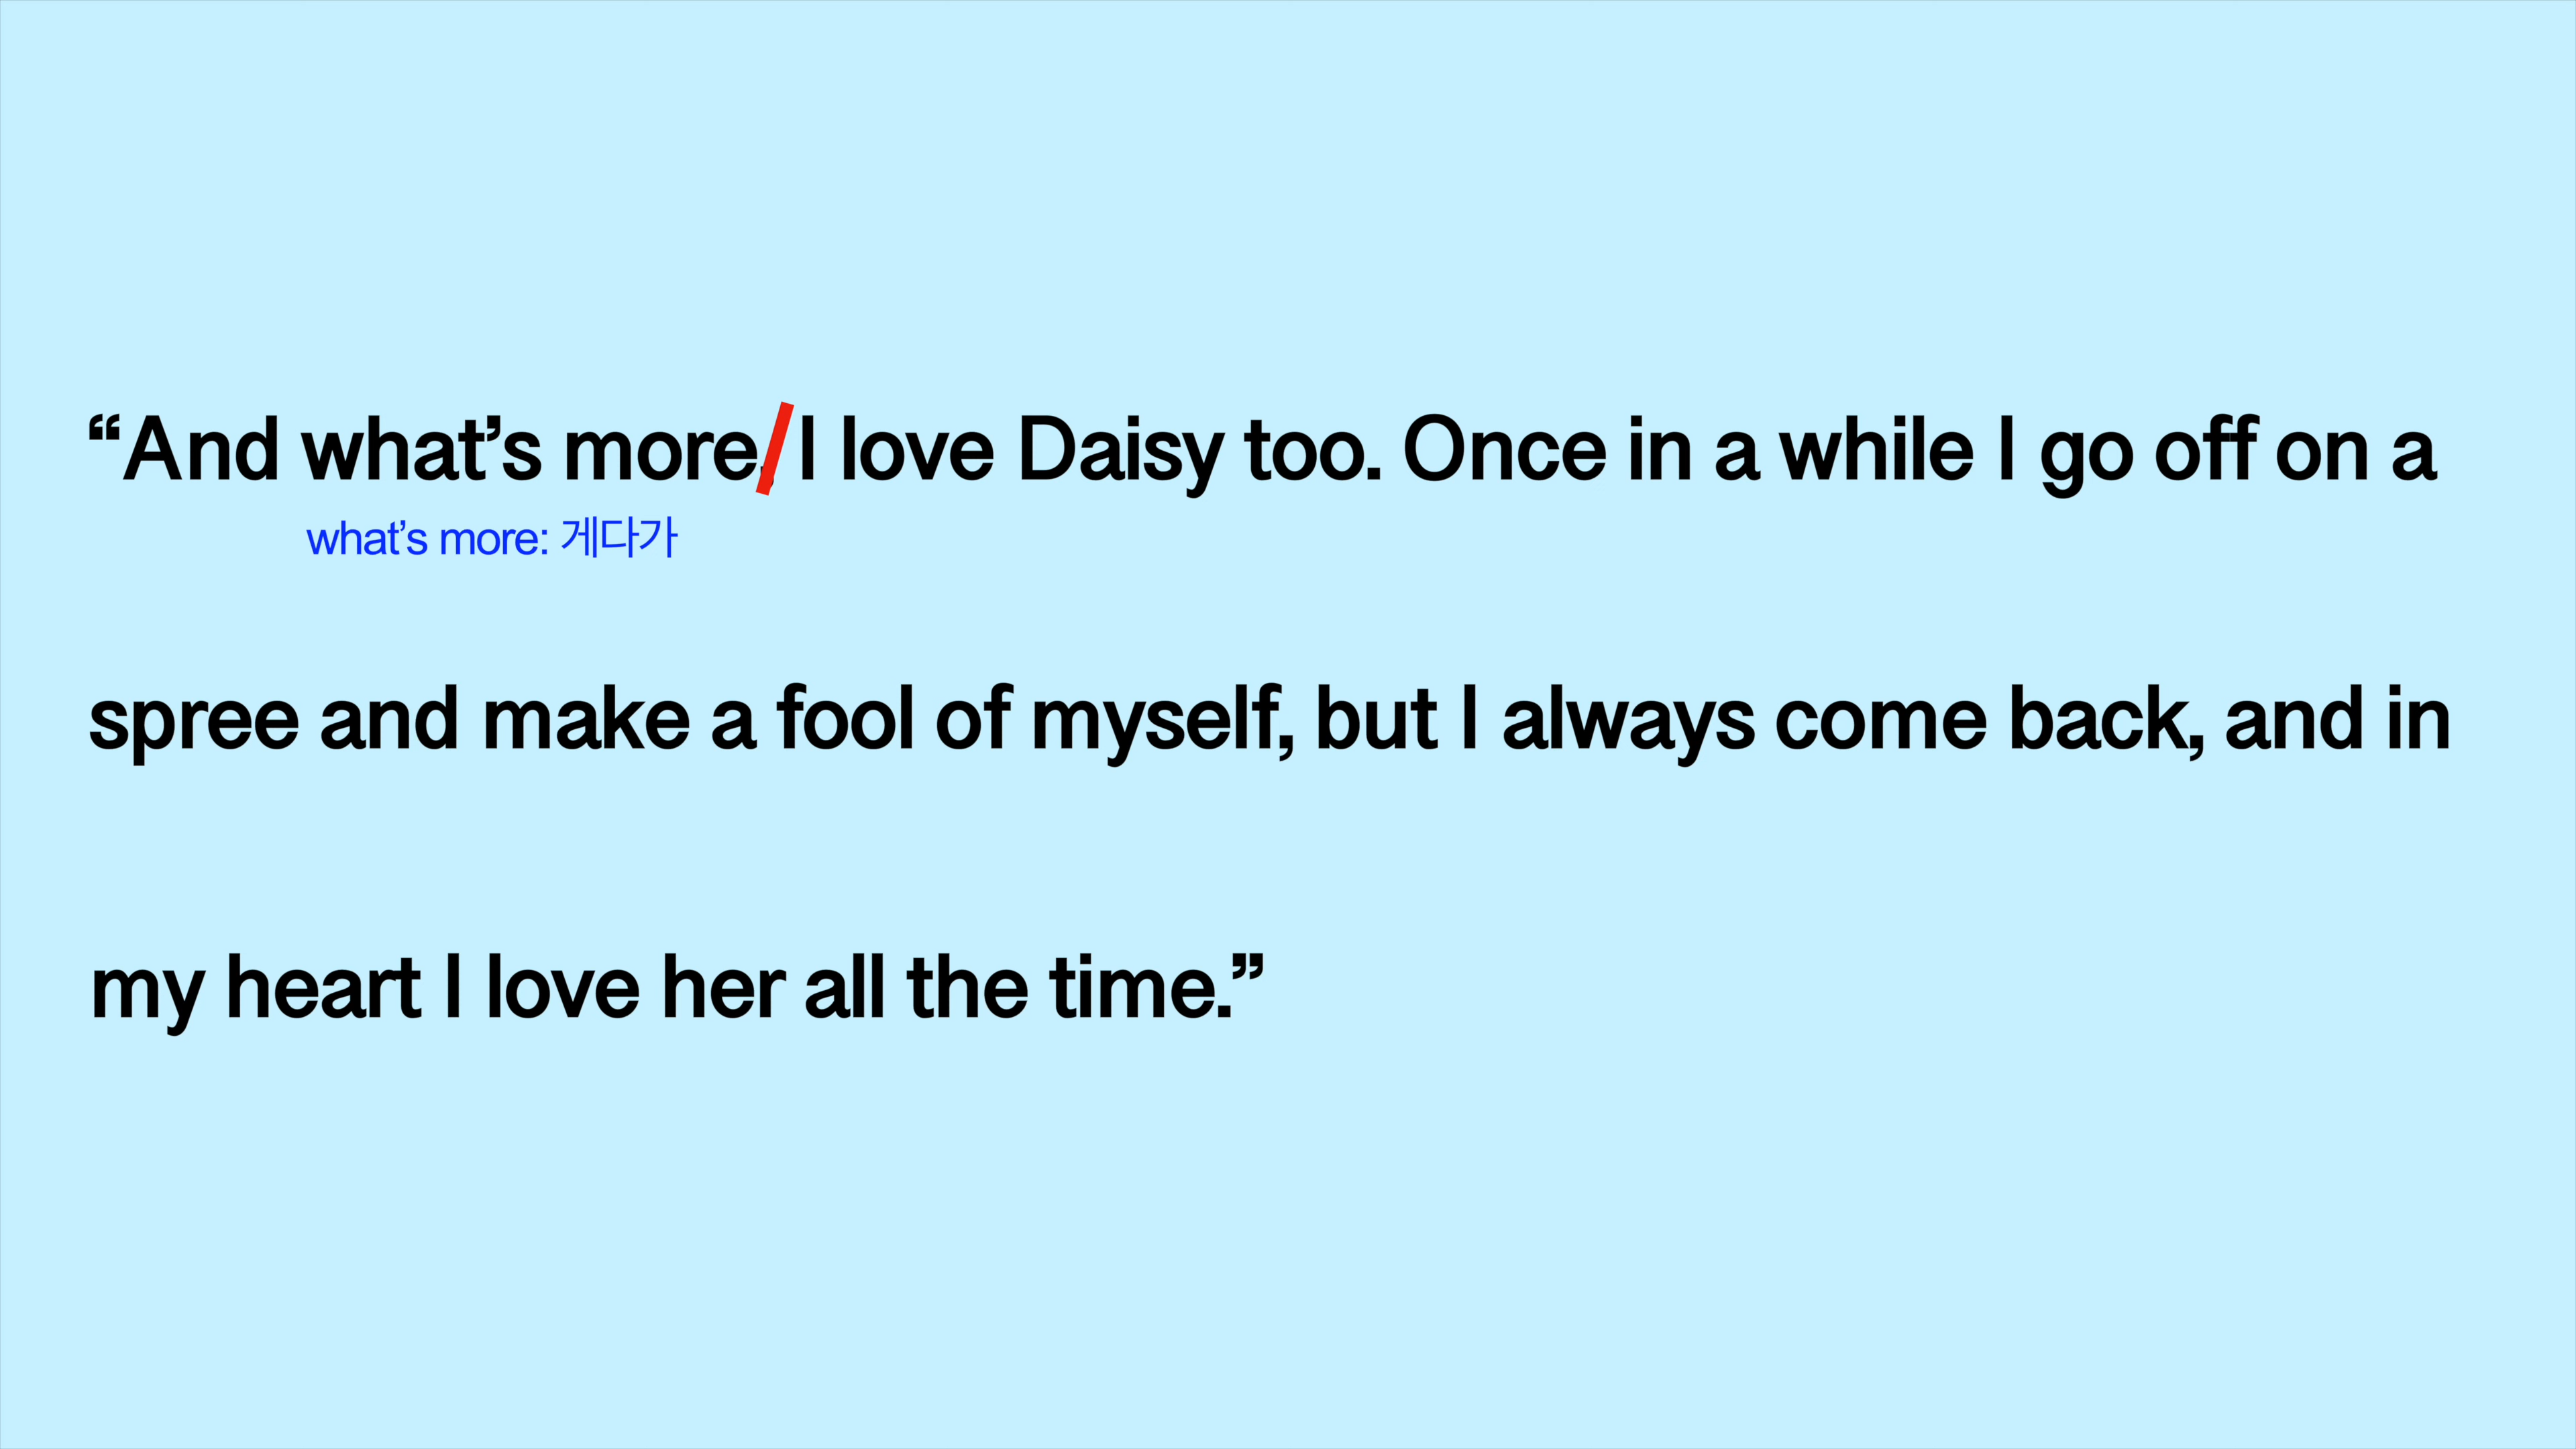 “And what’s more, I love Daisy too. Once in a while I go off on a
what’s more: 게다가
spree and make a fool of myself, but I always come back, and in
my heart I love her all the time.”